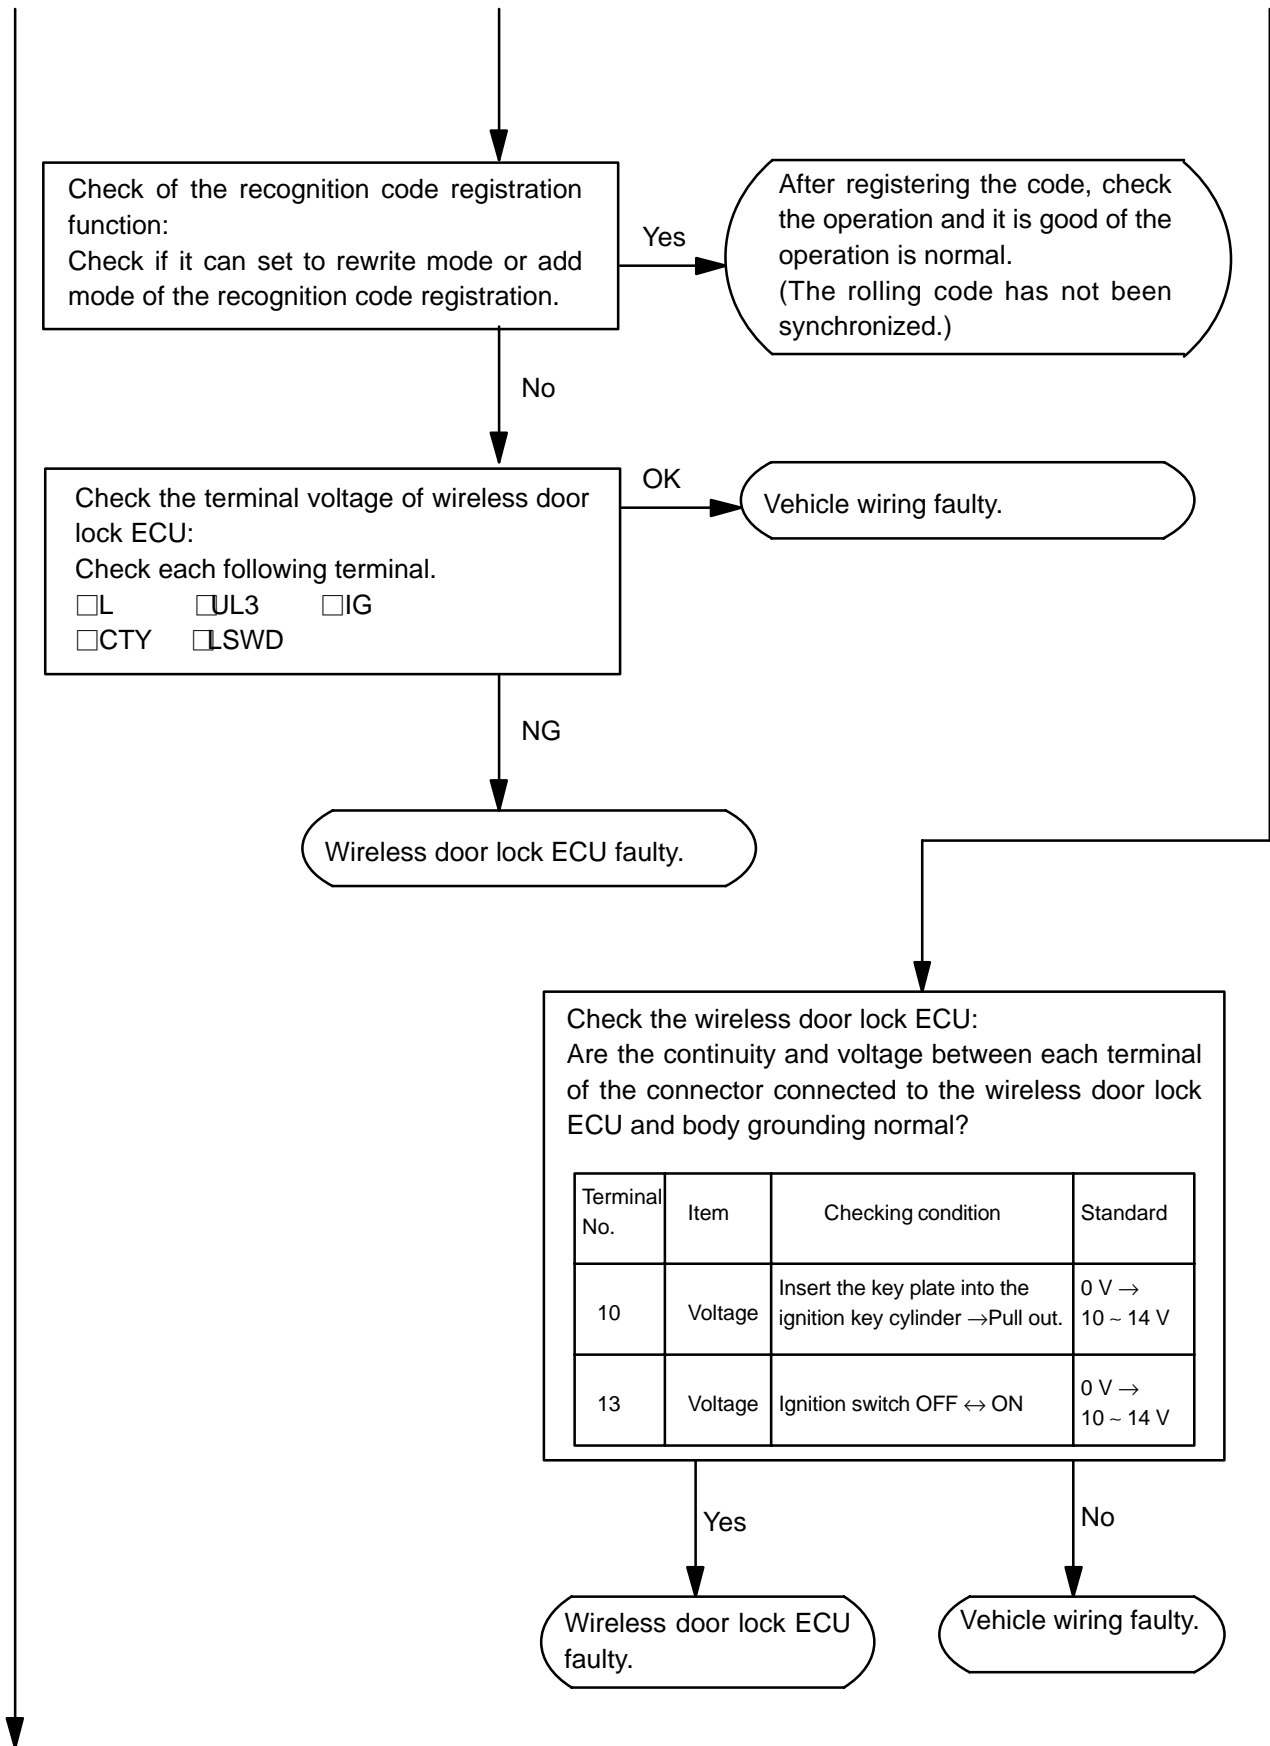 Check of the recognition code registration
function:
Check if it can set to rewrite mode or add
mode of the recognition code registration.
Yes
After registering the code, check
the operation and it is good of the
operation is normal.
(The rolling code has not been
synchronized.)
No
Check the terminal voltage of wireless door
lock ECU:
Check each following terminal.
□L □UL3 □IG
□CTY □LSWD
OK
Vehicle wiring faulty.
NG
Wireless door lock ECU faulty.
Check the wireless door lock ECU:
Are the continuity and voltage between each terminal
of the connector connected to the wireless door lock
ECU and body grounding normal?
Terminal
No.
Item
Checking condition
Standard
10
Voltage
Insert the key plate into the
ignition key cylinder →Pull out.
0 V →
10 ~ 14 V
13
Voltage
Ignition switch OFF ↔ ON
0 V →
10 ~ 14 V
Yes
No
Wireless door lock ECU
faulty.
Vehicle wiring faulty.